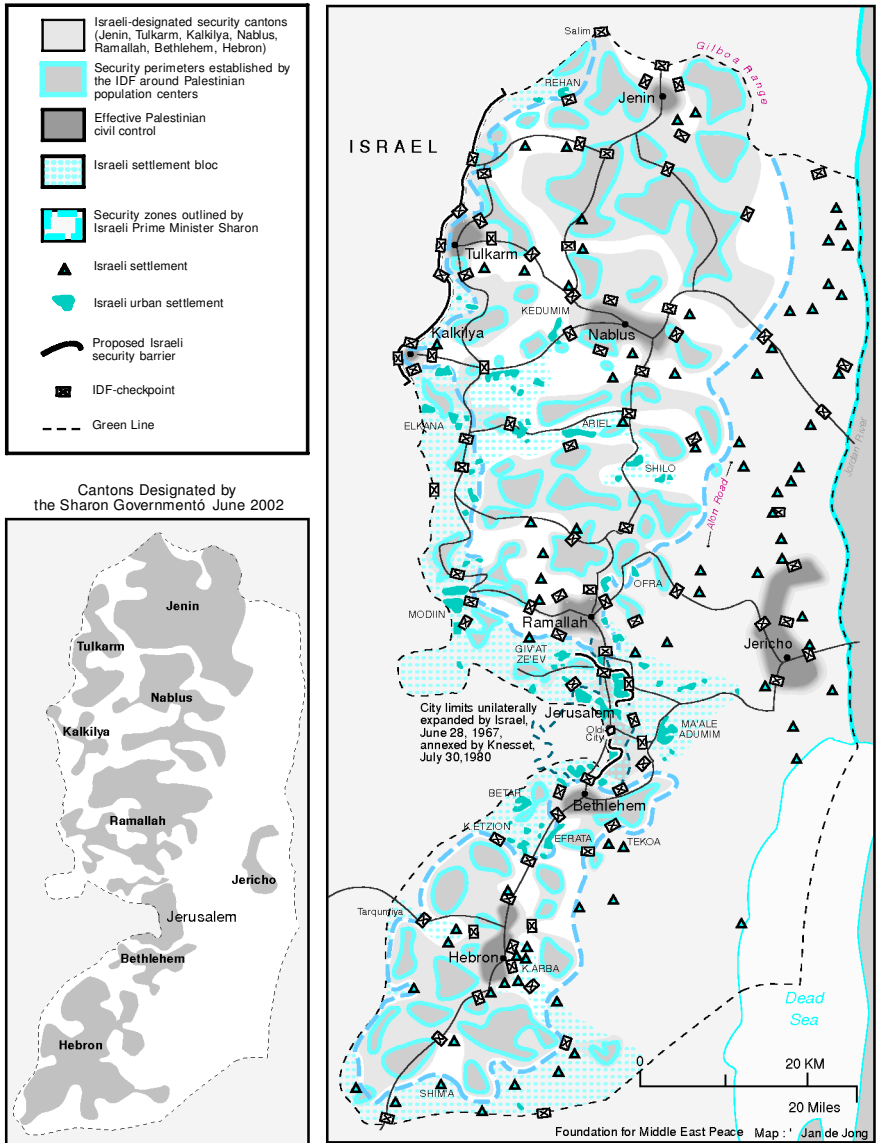 Israeli-designated security cantons
(Jenin, Tulkarm, Kalkilya, Nablus,
Ramallah, Bethlehem, Hebron)
Security perimeters established by
the IDF around Palestinian
population centers
Effective Palestinian
civil control
Israeli settlement bloc
Security zones outlined by
Israeli Prime Minister Sharon
Israeli settlement
Israeli urban settlement
Proposed Israeli
security barrier
IDF-checkpoint
Green Line
Cantons Designated by
the Sharon Governmentó June 2002
Jenin
Tulkarm
Nablus
Kalkilya
Ramallah
Jericho
Jerusalem
Bethlehem
Hebron
Salim
Gilboa Range
REHAN
Jenin
ISRAEL
Tulkarm
KEDUMIM
Kalkilya
Nablus
ELKANA
ARIEL
SHILO
Jordan River
Alon Road
OFRA
MODIIN
Ramallah
GIV'AT
ZE'EV
Jericho
City limits unilaterally
expanded by Israel,
June 28, 1967,
annexed by Knesset,
July 30,1980
Jerusalem
Old
City
MA'ALE
ADUMIM
BETAR
Bethlehem
K.ETZION
EFRATA
TEKOA
Tarqumiya
Hebron
K.ARBA
Dead
Sea
SHIM'A
0
20 KM
20 Miles
Foundation for Middle East Peace Map : ' Jan de Jong